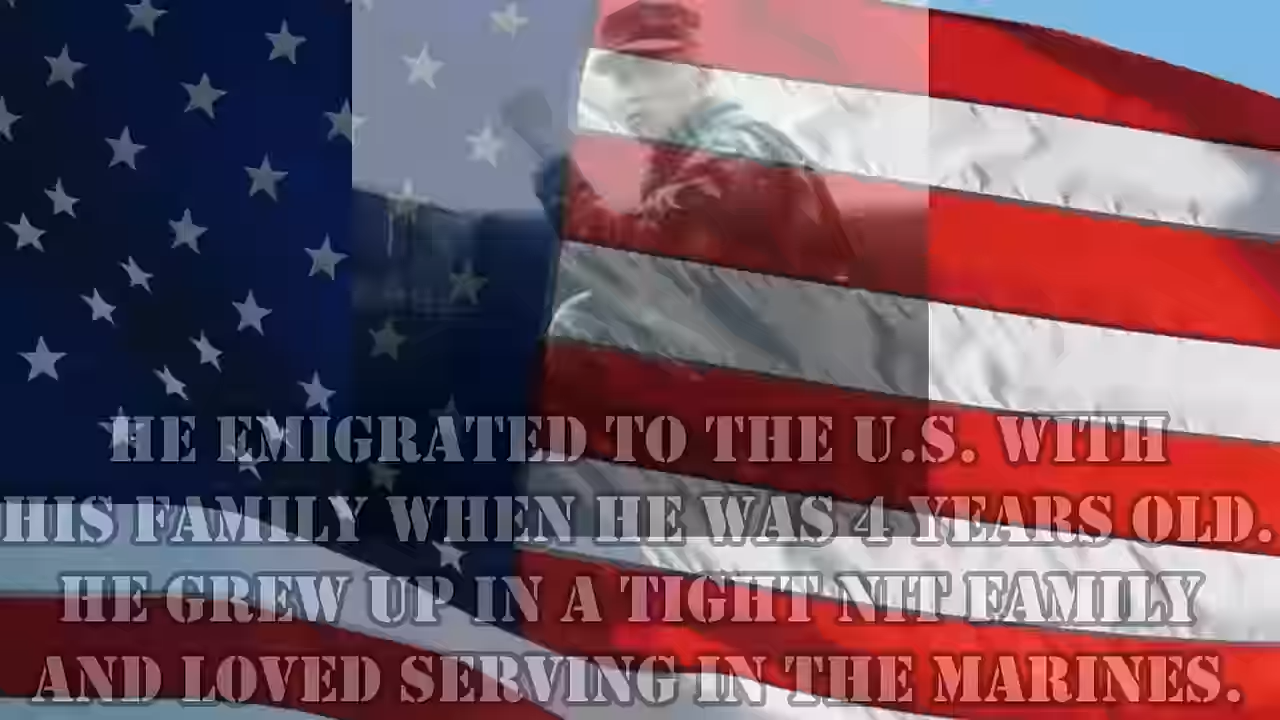 HE EMIGRATED TO THE U.S. WITH
HIS FAMILY WHEN HE WAS 4 YEARS OLD.
HE GREW UP IN A TIGHT NIT FAMILY
AND LOVED SERVING IN THE MARINES.